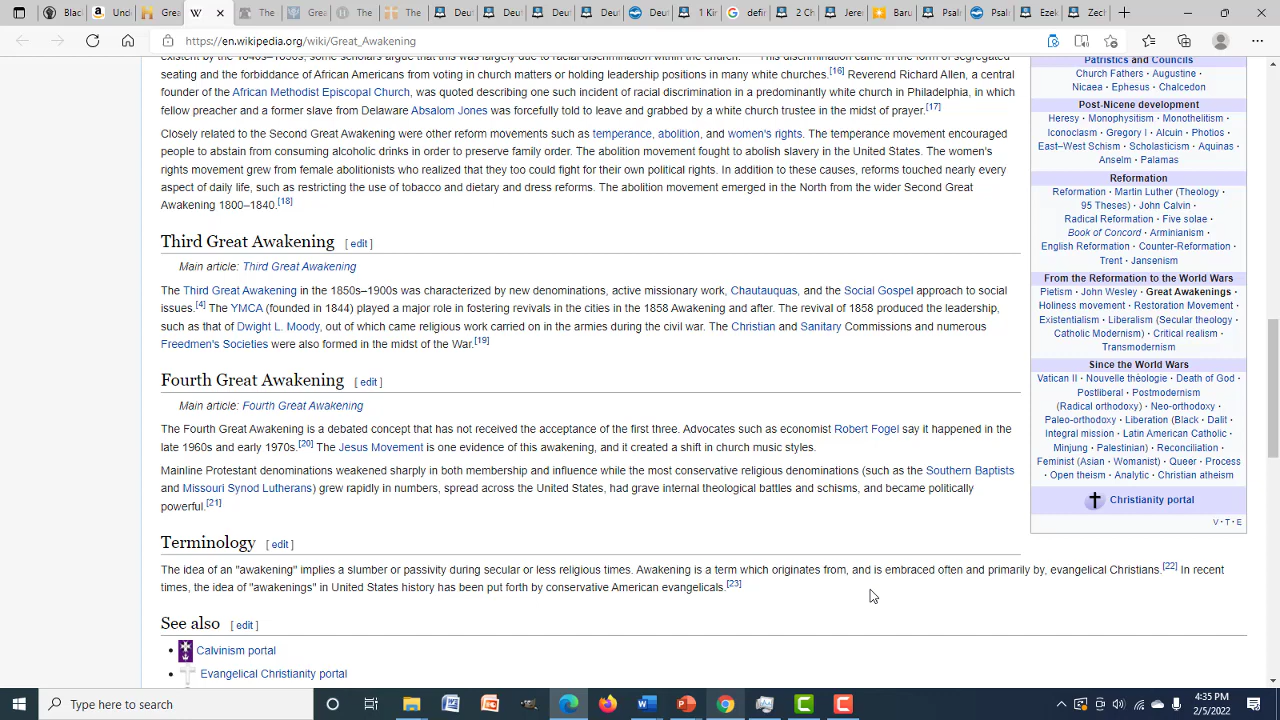 Blac
Und
Grea
W
The
Grea
The
The
Deut
Deut
Deut
Deut
Deut
1 Kin
defin
2 Ch
Jere
Baru
Psal
Psal
Ezek
Zech
https://en.wikipedia.org/wiki/Great_Awakening
seating and the forbiddance of African Americans from voting in church matters or holding leadership positions in many white churches.[16] Reverend Richard Allen, a central
founder of the African Methodist Episcopal Church, was quoted describing one such incident of racial discrimination in a predominantly white church in Philadelphia, in which
fellow preacher and a former slave from Delaware Absalom Jones was forcefully told to leave and grabbed by a white church trustee in the midst of prayer.[17]
Closely related to the Second Great Awakening were other reform movements such as temperance, abolition, and women's rights. The temperance movement encouraged
people to abstain from consuming alcoholic drinks in order to preserve family order. The abolition movement fought to abolish slavery in the United States. The women's
rights movement grew from female abolitionists who realized that they too could fight for their own political rights. In addition to these causes, reforms touched nearly every
aspect of daily life, such as restricting the use of tobacco and dietary and dress reforms. The abolition movement emerged in the North from the wider Second Great
Awakening 1800–1840.[18]
Third Great Awakening [ edit ]
Main article: Third Great Awakening
The Third Great Awakening in the 1850s–1900s was characterized by new denominations, active missionary work, Chautauquas, and the Social Gospel approach to social
issues.[4] The YMCA (founded in 1844) played a major role in fostering revivals in the cities in the 1858 Awakening and after. The revival of 1858 produced the leadership,
such as that of Dwight L. Moody, out of which came religious work carried on in the armies during the civil war. The Christian and Sanitary Commissions and numerous
Freedmen's Societies were also formed in the midst of the War.[19]
Fourth Great Awakening [ edit ]
Main article: Fourth Great Awakening
The Fourth Great Awakening is a debated concept that has not received the acceptance of the first three. Advocates such as economist Robert Fogel say it happened in the
late 1960s and early 1970s.[20] The Jesus Movement is one evidence of this awakening, and it created a shift in church music styles.
Mainline Protestant denominations weakened sharply in both membership and influence while the most conservative religious denominations (such as the Southern Baptists
and Missouri Synod Lutherans) grew rapidly in numbers, spread across the United States, had grave internal theological battles and schisms, and became politically
powerful.[21]
Terminology [ edit ]
The idea of an "awakening" implies a slumber or passivity during secular or less religious times. Awakening is a term which originates from, and is embraced often and primarily by, evangelical Christians.[22] In recent
times, the idea of "awakenings" in United States history has been put forth by conservative American evangelicals.[23]
See also [ edit ]
Calvinism portal
Evangelical Christianity portal
Patristics and Councils
Church Fathers · Augustine ·
Nicaea · Ephesus · Chalcedon
Post-Nicene development
Heresy · Monophysitism · Monothelitism ·
Iconoclasm · Gregory I · Alcuin · Photios ·
East–West Schism · Scholasticism · Aquinas ·
Anselm · Palamas
Reformation
Reformation · Martin Luther (Theology ·
95 Theses) · John Calvin ·
Radical Reformation · Five solae ·
Book of Concord · Arminianism ·
English Reformation · Counter-Reformation ·
Trent · Jansenism
From the Reformation to the World Wars
Pietism · John Wesley · Great Awakenings ·
Holiness movement · Restoration Movement ·
Existentialism · Liberalism (Secular theology ·
Catholic Modernism) · Critical realism ·
Transmodernism
Since the World Wars
Vatican II · Nouvelle théologie · Death of God ·
Postliberal · Postmodernism
(Radical orthodoxy) · Neo-orthodoxy ·
Paleo-orthodoxy · Liberation (Black · Dalit ·
Integral mission · Latin American Catholic ·
Minjung · Palestinian) · Reconciliation ·
Feminist (Asian · Womanist) · Queer · Process
· Open theism · Analytic · Christian atheism
Christianity portal
V · T · E
Type here to search
4:35 PM
2/5/2022